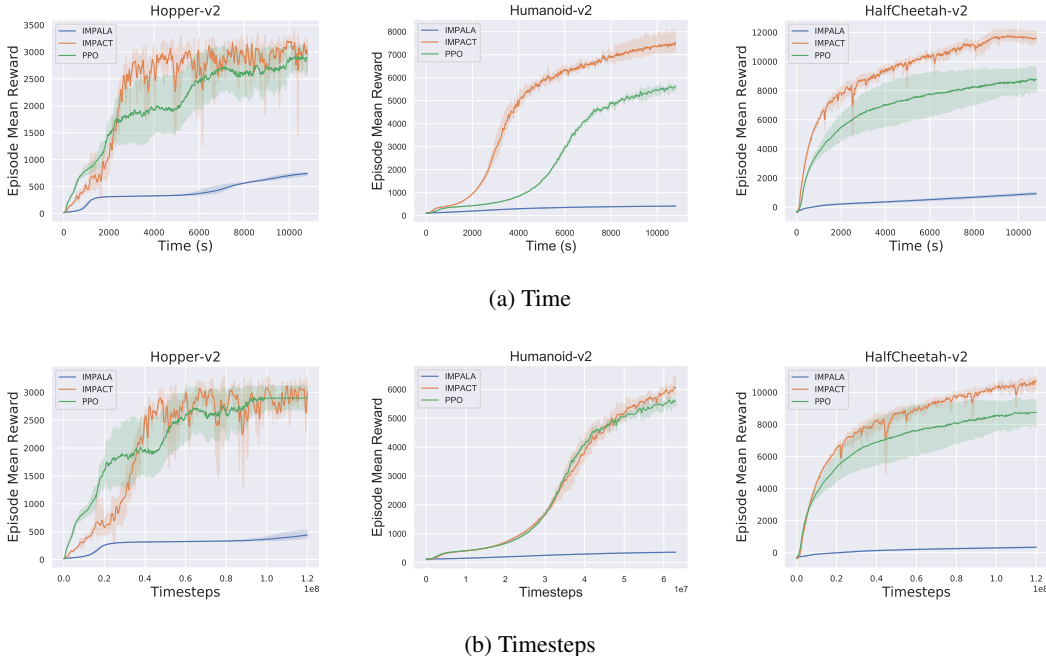 Hopper-v2
Humanoid-v2
HalfCheetah-v2
IMPALA
IMPACT
PPO
Episode Mean Reward
3500
3000
2500
2000
1500
1000
500
0
0 2000 4000 6000 8000 10000
Time (s)
IMPALA
IMPACT
PPO
Episode Mean Reward
8000
7000
6000
5000
4000
3000
2000
1000
0
0 2000 4000 6000 8000 10000
Time (s)
IMPALA
IMPACT
PPO
Episode Mean Reward
12000
10000
8000
6000
4000
2000
0
0 2000 4000 6000 8000 10000
Time (s)
(a) Time
Hopper-v2
Humanoid-v2
HalfCheetah-v2
IMPALA
IMPACT
PPO
Episode Mean Reward
3000
2500
2000
1500
1000
500
0
0.0 0.2 0.4 0.6 0.8 1.0 1.2
1e8
Timesteps
IMPALA
IMPACT
PPO
Episode Mean Reward
6000
5000
4000
3000
2000
1000
0
0 1 2 3 4 5 6
1e7
Timesteps
IMPALA
IMPACT
PPO
Episode Mean Reward
10000
8000
6000
4000
2000
0
0.0 0.2 0.4 0.6 0.8 1.0 1.2
1e8
Timesteps
(b) Timesteps